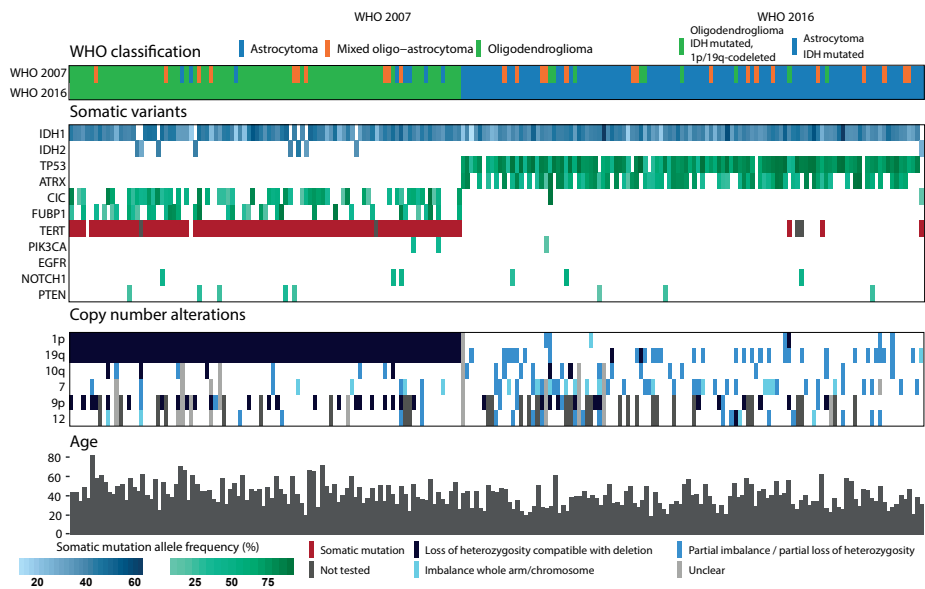 WHO 2007
WHO 2016
WHO classification
Astrocytoma
Mixed oligo−astrocytoma
Oligodendroglioma
Oligodendroglioma
IDH mutated,
1p/19q-codeleted
Astrocytoma
IDH mutated
WHO 2007
WHO 2016
Somatic variants
IDH1
IDH2
TP53
ATRX
CIC
FUBP1
TERT
PIK3CA
EGFR
NOTCH1
PTEN
Copy number alterations
1p
19q
10q
7
9p
12
Age
80
60
40
20
0
Somatic mutation allele frequency (%)
20 40 60
25 50 75
Somatic mutation
Not tested
Loss of heterozygosity compatible with deletion
Imbalance whole arm/chromosome
Partial imbalance / partial loss of heterozygosity
Unclear